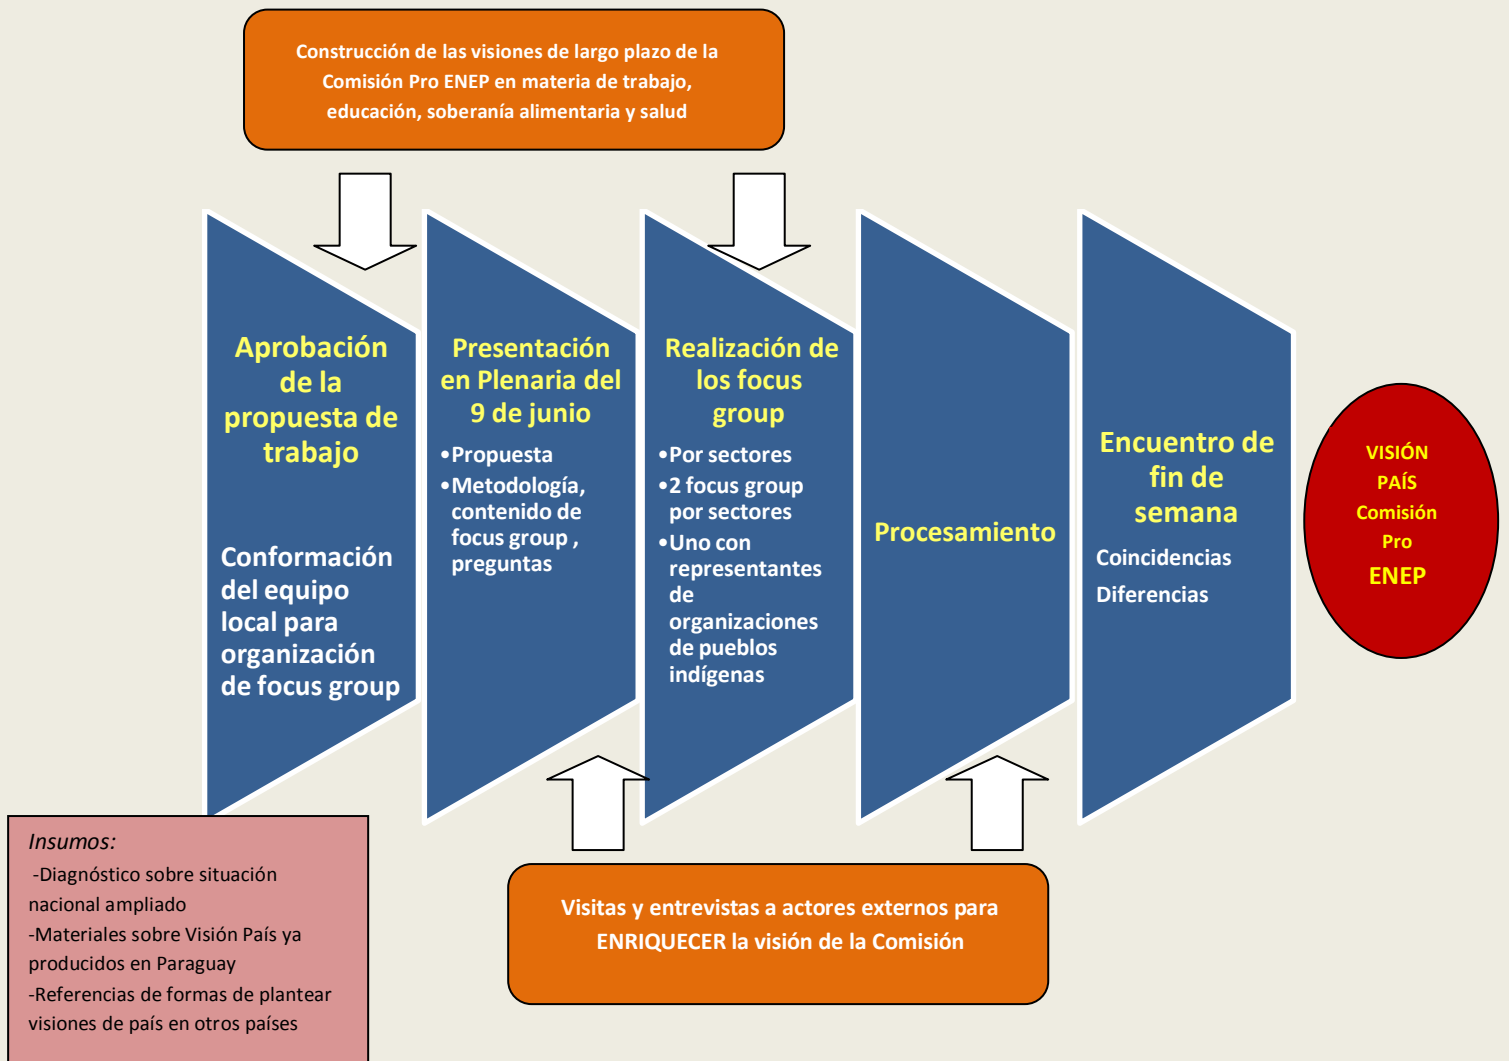 Construcción de las visiones de largo plazo de la
Comisión Pro ENEP en materia de trabajo,
educación, soberanía alimentaria y salud
Aprobación
de la
propuesta de
trabajo
Conformación
del equipo
local para
organización
de focus group
Presentación
en Plenaria del
9 de junio
•Propuesta
•Metodología,
contenido de
focus group ,
preguntas
Realización de
los focus
group
•Por sectores
•2 focus group
por sectores
•Uno con
representantes
de
organizaciones
de pueblos
indígenas
Procesamiento
Encuentro de
fin de
semana
Coincidencias
Diferencias
VISIÓN
PAÍS
Comisión
Pro
ENEP
Insumos:
-Diagnóstico sobre situación
nacional ampliado
-Materiales sobre Visión País ya
producidos en Paraguay
-Referencias de formas de plantear
visiones de país en otros países
Visitas y entrevistas a actores externos para
ENRIQUECER la visión de la Comisión